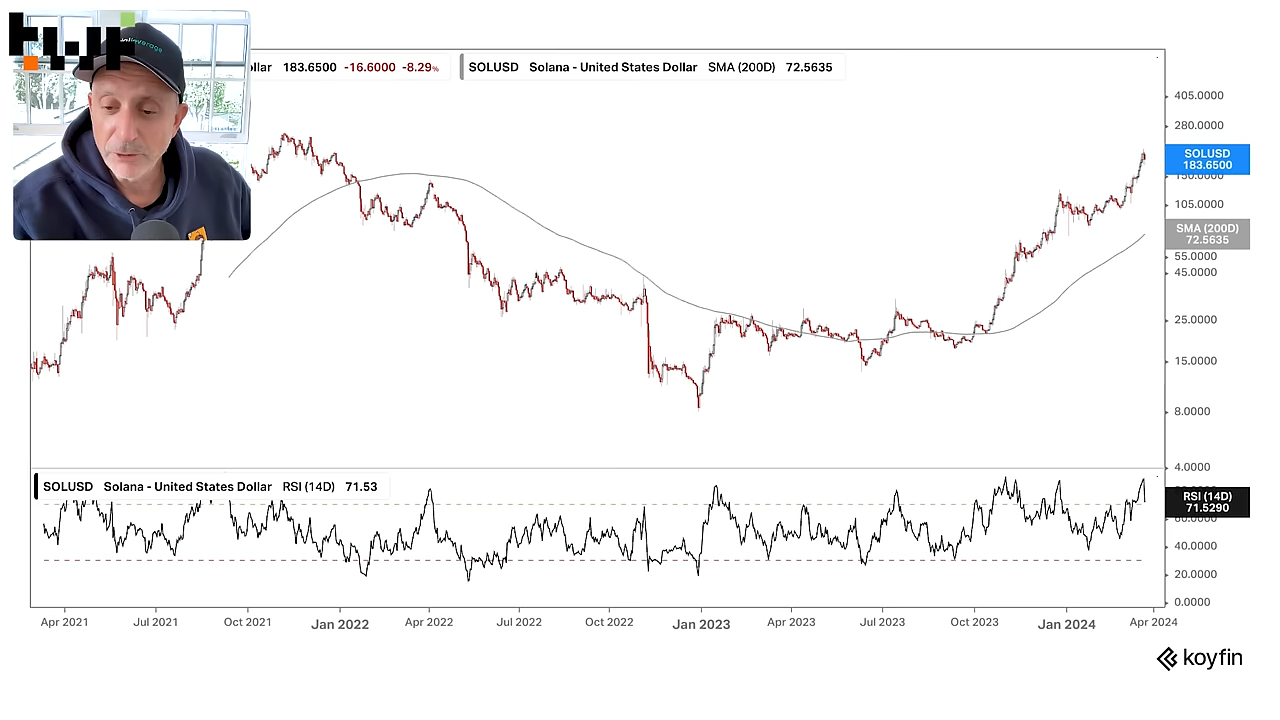 183.6500 -16.6000 -8.29%
SOLUSD Solana - United States Dollar SMA (200D) 72.5635
405.0000
280.0000
SOLUSD
183.6500
105.0000
SMA (200D)
72.5635
55.0000
45.0000
25.0000
15.0000
8.0000
4.0000
SOLUSD Solana - United States Dollar RSI (14D) 71.53
RSI (14D)
71.5290
40.0000
20.0000
0.0000
Apr 2021 Jul 2021 Oct 2021 Jan 2022 Apr 2022 Jul 2022 Oct 2022 Jan 2023 Apr 2023 Jul 2023 Oct 2023 Jan 2024 Apr 2024
koyfin